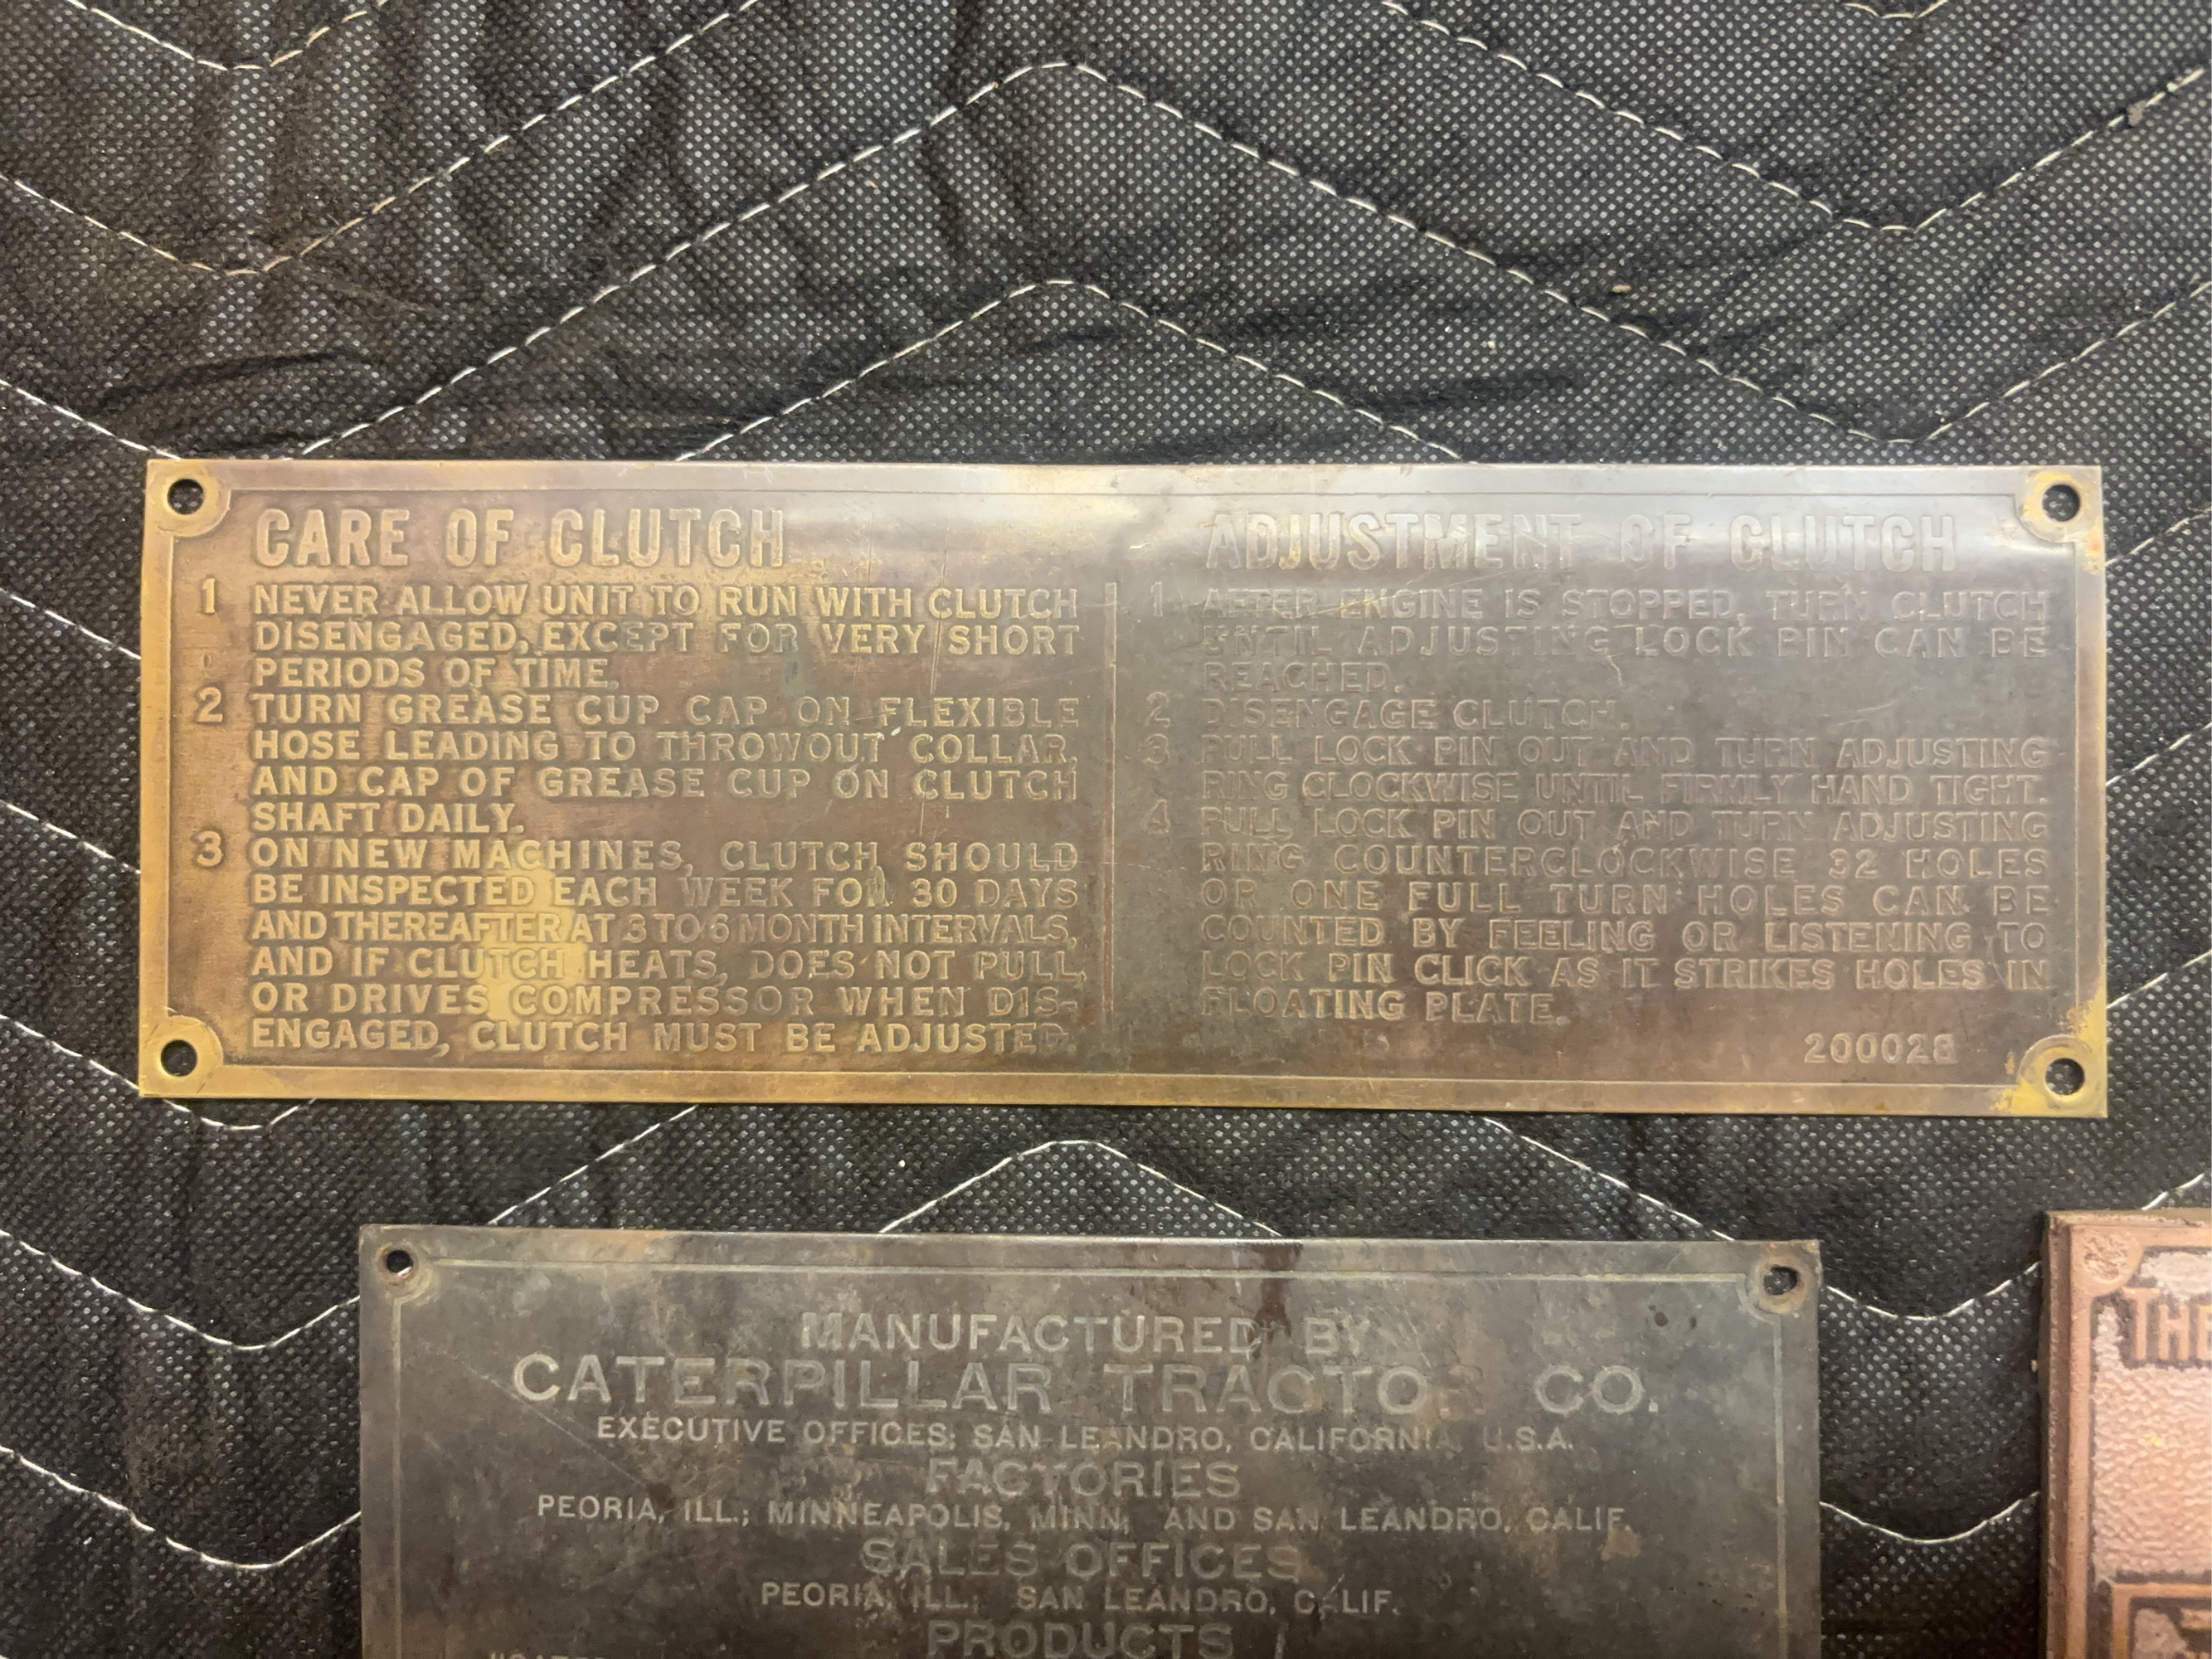 CARE OF CLUTCH
1 NEVER ALLOW UNIT TO RUN WITH CLUTCH
DISENGAGED, EXCEPT FOR VERY SHORT
PERIODS OF TIME.
2 TURN GREASE CUP CAP ON FLEXIBLE
HOSE LEADING TO THROWOUT COLLAR,
AND CAP OF GREASE CUP ON CLUTCH
SHAFT DAILY.
3 ON NEW MACHINES, CLUTCH SHOULD
BE INSPECTED EACH WEEK FOR 30 DAYS
AND THEREAFTER AT 3 TO 6 MONTH INTERVALS,
AND IF CLUTCH HEATS, DOES NOT PULL,
OR DRIVES COMPRESSOR WHEN DIS-
ENGAGED, CLUTCH MUST BE ADJUSTED.
ADJUSTMENT OF CLUTCH
1 AFTER ENGINE IS STOPPED, TURN CLUTCH
UNTIL ADJUSTING LOCK PIN CAN BE
REACHED.
2 DISENGAGE CLUTCH.
3 PULL LOCK PIN OUT AND TURN ADJUSTING
RING CLOCKWISE UNTIL FIRMLY HAND TIGHT.
4 PULL LOCK PIN OUT AND TURN ADJUSTING
RING COUNTERCLOCKWISE 32 HOLES
OR ONE FULL TURN HOLES CAN BE
COUNTED BY FEELING OR LISTENING TO
LOCK PIN CLICK AS IT STRIKES HOLES IN
FLOATING PLATE.
200028
MANUFACTURED BY
CATERPILLAR TRACTOR CO.
EXECUTIVE OFFICES: SAN LEANDRO, CALIFORNIA, U.S.A.
FACTORIES
PEORIA, ILL.; MINNEAPOLIS, MINN, AND SAN LEANDRO, CALIF.
SALES OFFICES
PEORIA, ILL.; SAN LEANDRO, CALIF.
PRODUCTS